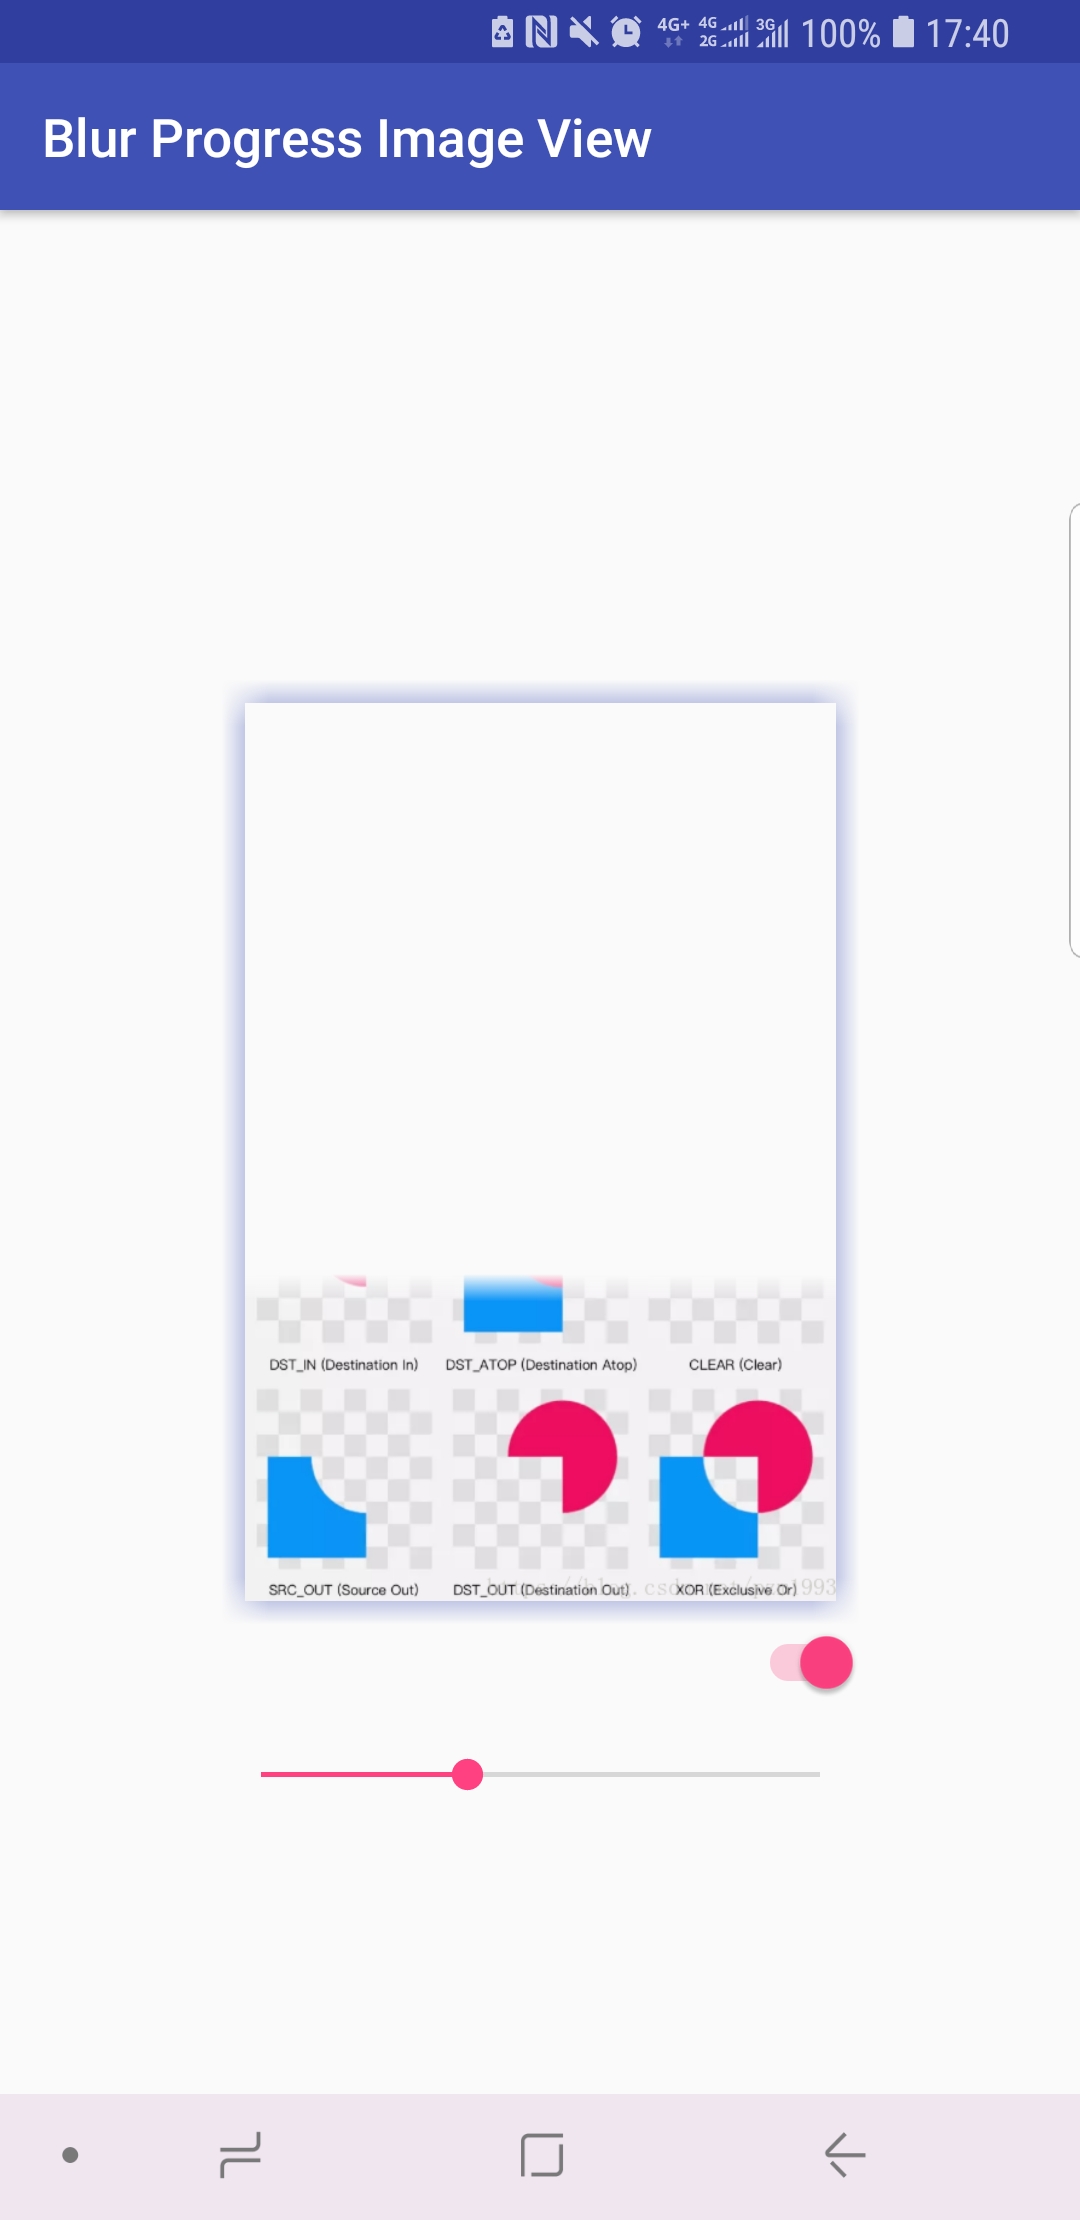 4G+ 4G 2G 3G 100% 17:40
Blur Progress Image View
DST_IN (Destination In) DST_ATOP (Destination Atop) CLEAR (Clear)
SRC_OUT (Source Out) DST_OUT (Destination Out) XOR (Exclusive Or)